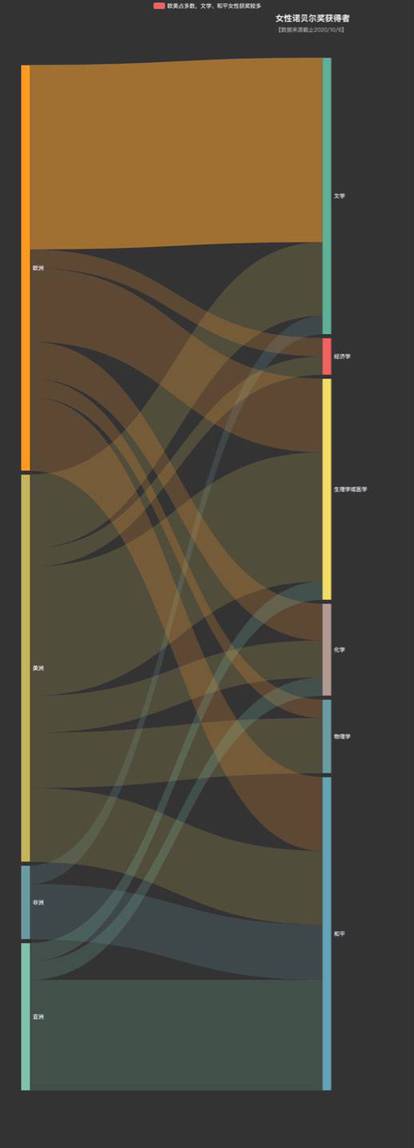 欧美占多数，文学、和平女性获奖较多
女性诺贝尔奖获得者
【数据来源截止2020/10/6】
文学
欧洲
经济学
生理学或医学
化学
美洲
物理学
非洲
和平
亚洲